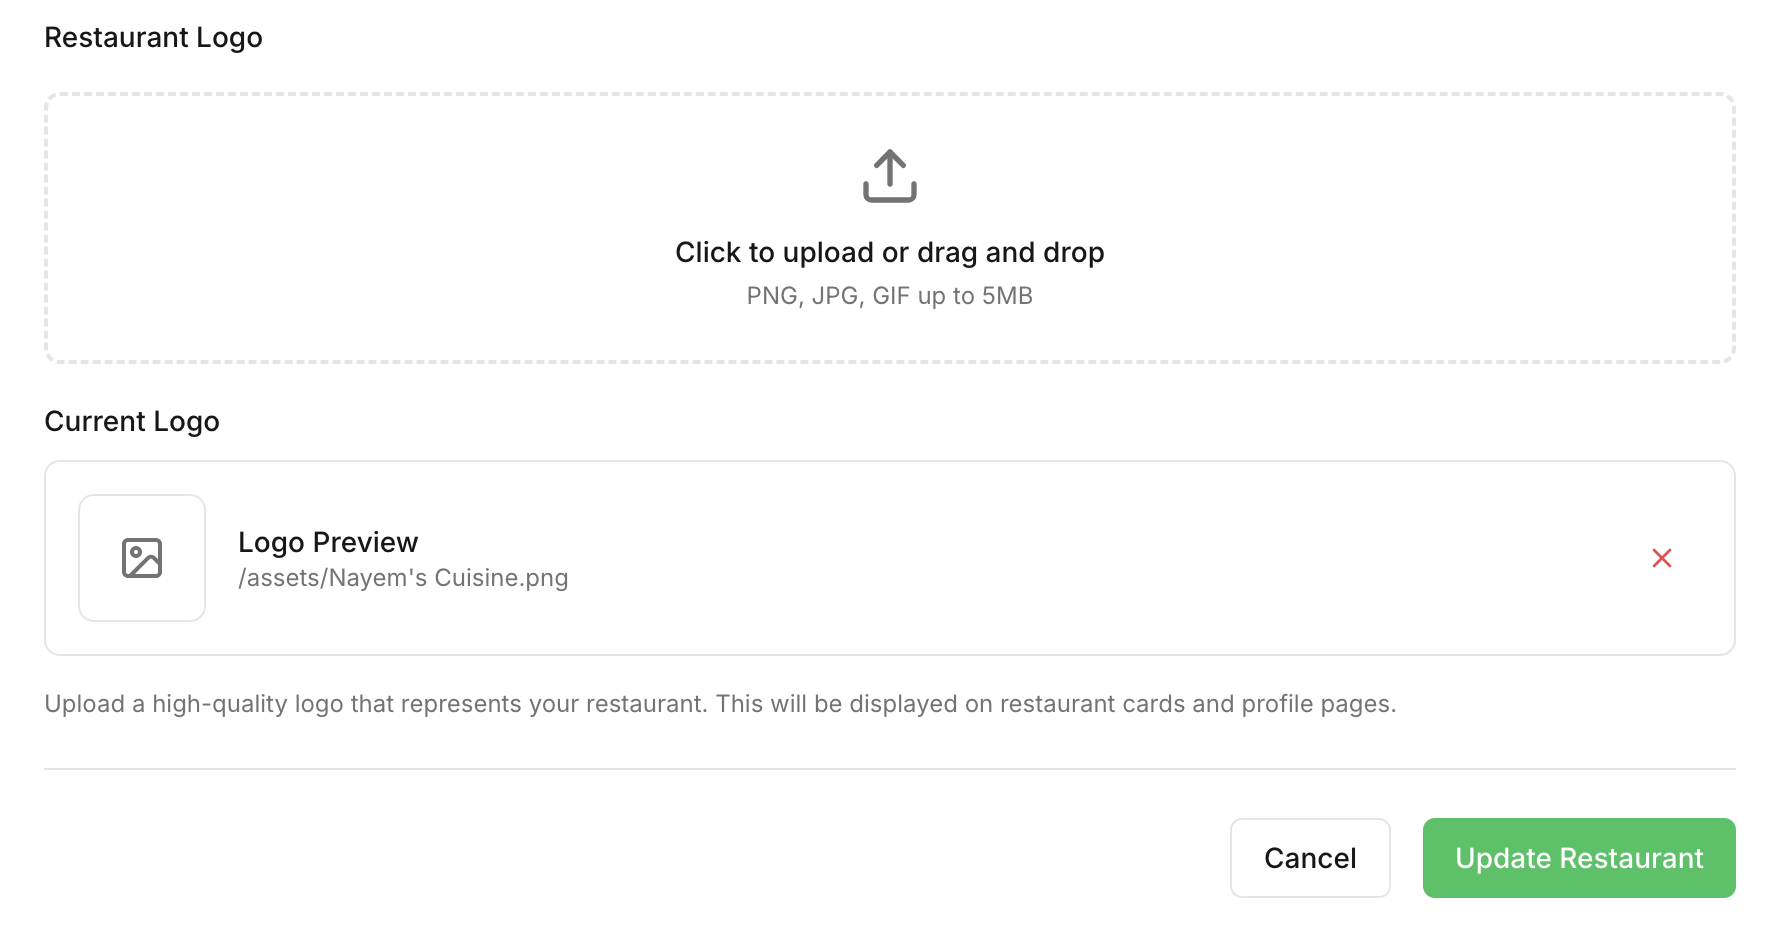 Restaurant Logo
Click to upload or drag and drop
PNG, JPG, GIF up to 5MB
Current Logo
Logo Preview
/assets/Nayem's Cuisine.png
Upload a high-quality logo that represents your restaurant. This will be displayed on restaurant cards and profile pages.
Cancel
Update Restaurant